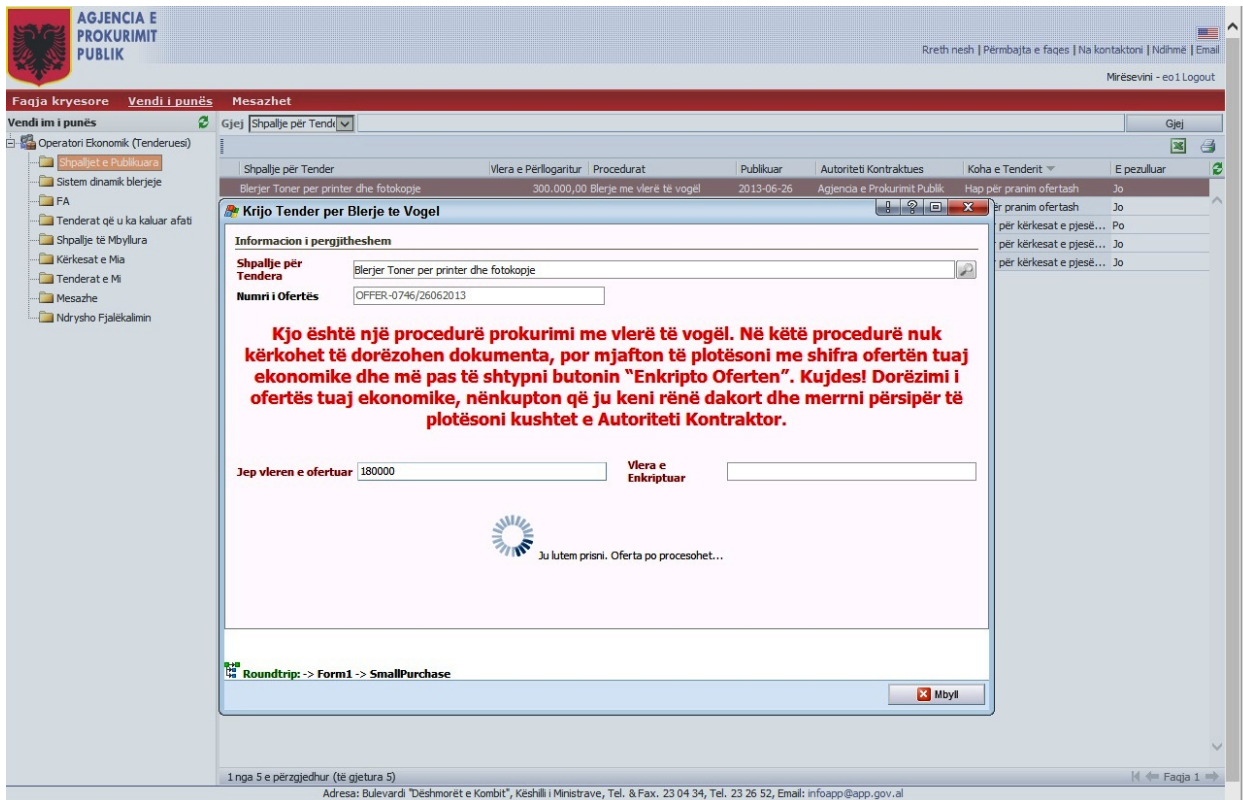 AGJENCIA E
PROKURIMIT
PUBLIK
Rreth nesh | Përmbajta e faqes | Na kontaktoni | Ndihmë | Email
Mirësevini - eo1 Logout
Faqja kryesore Vendi i punës Mesazhet
Vendi im i punës
Gjej Shpallje për Tende Gjej
Operatori Ekonomik (Tenderuesi)
Shpalljet e Publikuara
Sistem dinamik blerjeje
FA
Tenderat që u ka kaluar afati
Shpallje të Mbyllura
Kërkesat e Mia
Tenderat e Mi
Mesazhe
Ndrysho Fjalëkalimin
Shpallje për Tender Vlera e Përllogaritur Procedurat Publikuar Autoriteti Kontraktues Koha e Tenderit E pezulluar
Blerjer Toner per printer dhe fotokopje 300.000,00 Blerje me vlerë të vogël 2013-06-26 Agjencia e Prokurimit Publik Hap për pranim ofertash Jo
për pranim ofertash Jo
për kërkesat e pjesë... Po
për kërkesat e pjesë... Jo
për kërkesat e pjesë... Jo
Krijo Tender per Blerje te Vogel
Informacion i pergjitheshem
Shpallje për
Tendera
Blerjer Toner per printer dhe fotokopje
Numri i Ofertës OFFER-0746/26062013
Kjo është një procedurë prokurimi me vlerë të vogël. Në këtë procedurë nuk
kërkohet të dorëzohen dokumenta, por mjafton të plotësoni me shifra ofertën tuaj
ekonomike dhe më pas të shtypni butonin “Enkripto Oferten”. Kujdes! Dorëzimi i
ofertës tuaj ekonomike, nënkupton që ju keni rënë dakort dhe merrni përsipër të
plotësoni kushtet e Autoriteti Kontraktor.
Jep vleren e ofertuar 180000
Vlera e
Enkriptuar
Ju lutem prisni. Oferta po procesohet...
Roundtrip: -> Form1 -> SmallPurchase
Mbyll
1 nga 5 e përzgjedhur (të gjetura 5) Faqja 1
Adresa: Bulevardi "Dëshmorët e Kombit", Këshilli i Ministrave, Tel. & Fax. 23 04 34, Tel. 23 26 52, Email: infoapp@app.gov.al